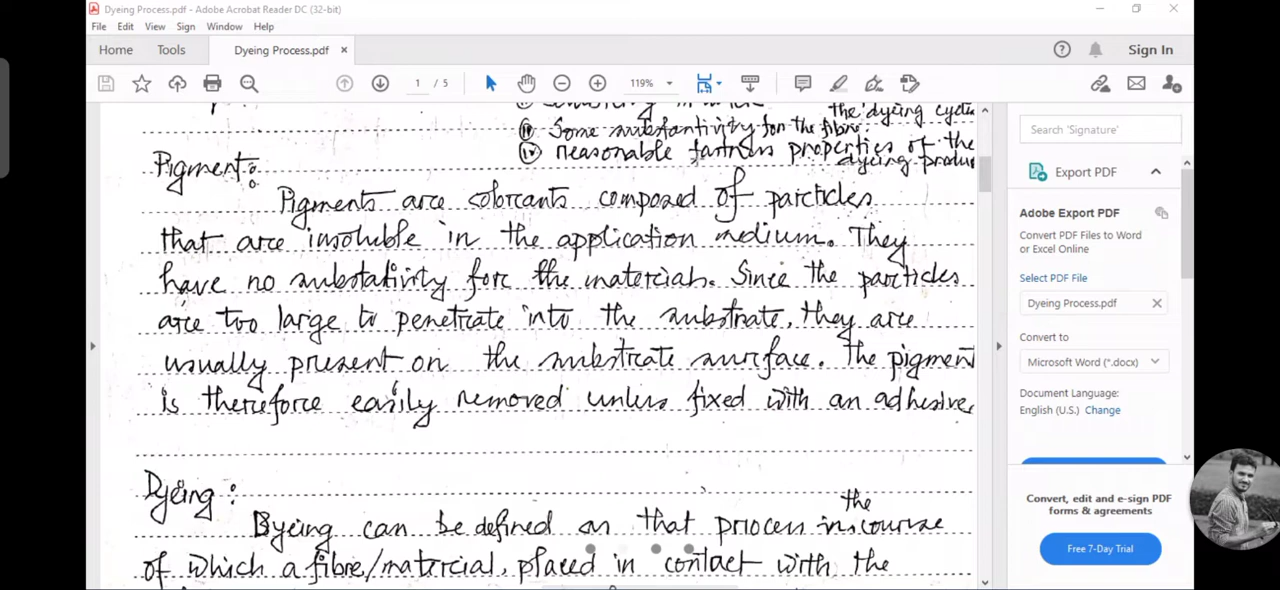 Dyeing Process.pdf - Adobe Acrobat Reader DC (32-bit)
File Edit View Sign Window Help
Home Tools Dyeing Process.pdf × Sign In
1 / 5 119%
the dyeing cycle
Some substantivity for the fibre.
iv reasonable fastness properties of the
dyeing produc
Pigment:
Pigments are colorants composed of particles
that are insoluble in the application medium. They
have no substativity for the material. Since the particles
are too large to penetrate into the substrate, they are
usually present on the substrate surface. The pigment
is therefore easily removed unless fixed with an adhesive,
Dyeing:
the
Dyeing can be defined as that process in course
of which a fibre/material, placed in contact with the
Search 'Signature'
Export PDF
Adobe Export PDF
Convert PDF Files to Word
or Excel Online
Select PDF File
Dyeing Process.pdf ×
Convert to
Microsoft Word (*.docx)
Document Language:
English (U.S.) Change
Convert, edit and e-sign PDF
forms & agreements
Free 7-Day Trial